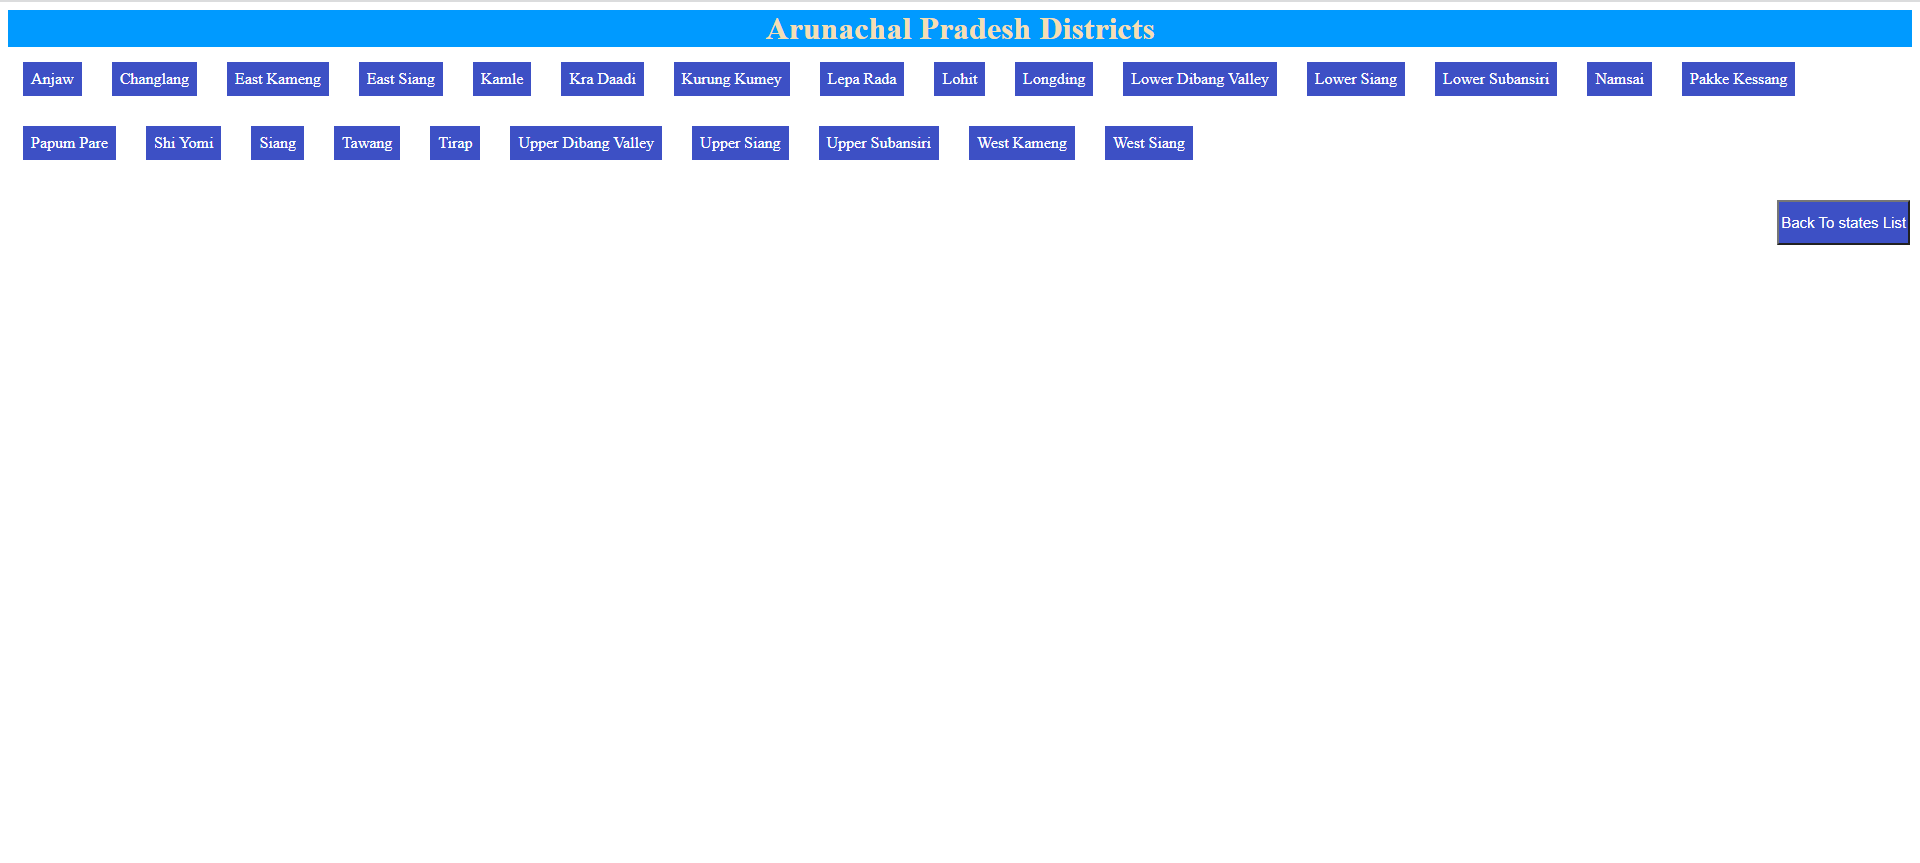 Arunachal Pradesh Districts
Anjaw Changlang East Kameng East Siang Kamle Kra Daadi Kurung Kumey Lepa Rada Lohit Longding Lower Dibang Valley Lower Siang Lower Subansiri Namsai Pakke Kessang
Papum Pare Shi Yomi Siang Tawang Tirap Upper Dibang Valley Upper Siang Upper Subansiri West Kameng West Siang
Back To states List